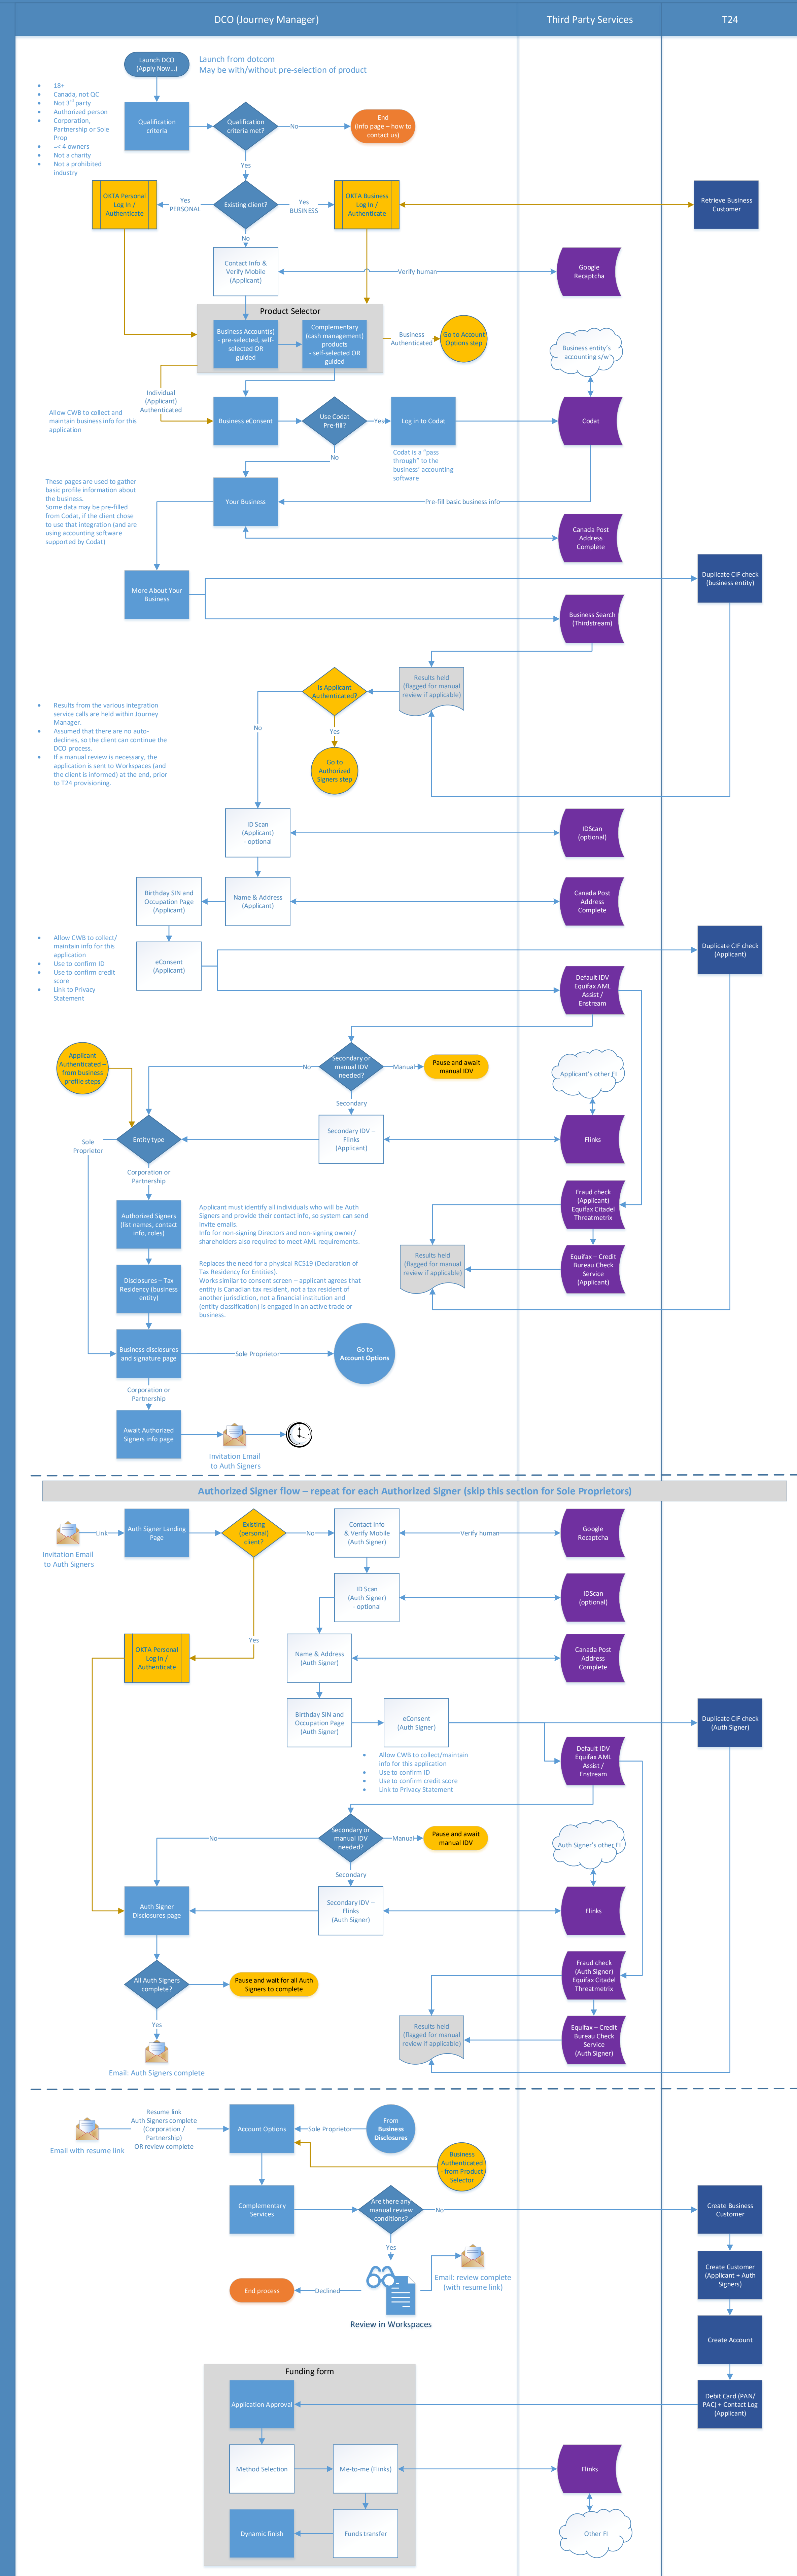 DCO (Journey Manager)
Third Party Services
T24
Launch DCO
(Apply Now...)
Launch from dotcom
May be with/without pre-selection of product
• 18+
• Canada, not QC
• Not 3rd party
• Authorized person
• Corporation,
Partnership or Sole
Prop
• =< 4 owners
• Not a charity
• Not a prohibited
industry
Qualification
criteria
Qualification
criteria met?
No
End
(Info page – how to
contact us)
Yes
OKTA Personal
Log In /
Authenticate
Yes
PERSONAL
Existing client?
Yes
BUSINESS
OKTA Business
Log In /
Authenticate
Retrieve Business
Customer
No
Contact Info &
Verify Mobile
(Applicant)
Verify human
Google
Recaptcha
Product Selector
Business Account(s)
- pre-selected, self-
selected OR
guided
Complementary
(cash management)
products
- self-selected OR
guided
Business
Authenticated
Go to Account
Options step
Business entity's
accounting s/w
Individual
(Applicant)
Authenticated
Allow CWB to collect and
maintain business info for this
application
Business eConsent
Use Codat
Pre-fill?
Yes
Log in to Codat
Codat
No
Codat is a "pass
through" to the
business' accounting
software
These pages are used to gather
basic profile information about
the business.
Some data may be pre-filled
from Codat, if the client chose
to use that integration (and are
using accounting software
supported by Codat)
Your Business
Pre-fill basic business info
Canada Post
Address
Complete
More About Your
Business
Duplicate CIF check
(business entity)
Business Search
(Thirdstream)
• Results from the various integration
service calls are held within Journey
Manager.
• Assumed that there are no auto-
declines, so the client can continue the
DCO process.
• If a manual review is necessary, the
application is sent to Workspaces (and
the client is informed) at the end, prior
to T24 provisioning.
Is Applicant
Authenticated?
Results held
(flagged for manual
review if applicable)
No
Yes
Go to
Authorized
Signers step
ID Scan
(Applicant)
- optional
IDScan
(optional)
Birthday SIN and
Occupation Page
(Applicant)
Name & Address
(Applicant)
Canada Post
Address
Complete
• Allow CWB to collect/
maintain info for this
application
• Use to confirm ID
• Use to confirm credit
score
• Link to Privacy
Statement
eConsent
(Applicant)
Duplicate CIF check
(Applicant)
Default IDV
Equifax AML
Assist /
Enstream
Applicant
Authenticated –
from business
profile steps
No
Secondary or
manual IDV
needed?
Manual
Pause and await
manual IDV
Applicant's other FI
Secondary
Sole
Proprietor
Entity type
Secondary IDV –
Flinks
(Applicant)
Flinks
Corporation or
Partnership
Authorized Signers
(list names, contact
info, roles)
Applicant must identify all individuals who will be Auth
Signers and provide their contact info, so system can send
invite emails.
Info for non-signing Directors and non-signing owner/
shareholders also required to meet AML requirements.
Fraud check
(Applicant)
Equifax Citadel
Threatmetrix
Disclosures – Tax
Residency (business
entity)
Replaces the need for a physical RC519 (Declaration of
Tax Residency for Entities).
Works similar to consent screen – applicant agrees that
entity is Canadian tax resident, not a tax resident of
another jurisdiction, not a financial institution and
(entity classification) is engaged in an active trade or
business.
Results held
(flagged for manual
review if applicable)
Equifax – Credit
Bureau Check
Service
(Applicant)
Business disclosures
and signature page
Sole Proprietor
Go to
Account Options
Corporation or
Partnership
Await Authorized
Signers info page
Invitation Email
to Auth Signers
Authorized Signer flow – repeat for each Authorized Signer (skip this section for Sole Proprietors)
Invitation Email
to Auth Signers
Link
Auth Signer Landing
Page
Existing
(personal)
client?
No
Contact Info
& Verify Mobile
(Auth Signer)
Verify human
Google
Recaptcha
ID Scan
(Auth Signer)
- optional
IDScan
(optional)
Yes
OKTA Personal
Log In /
Authenticate
Name & Address
(Auth Signer)
Canada Post
Address
Complete
Birthday SIN and
Occupation Page
(Auth Signer)
eConsent
(Auth SIgner)
Duplicate CIF check
(Auth Signer)
• Allow CWB to collect/maintain
info for this application
• Use to confirm ID
• Use to confirm credit score
• Link to Privacy Statement
Default IDV
Equifax AML
Assist /
Enstream
No
Secondary or
manual IDV
needed?
Manual
Pause and await
manual IDV
Auth Signer's other FI
Secondary
Auth Signer
Disclosures page
Secondary IDV –
Flinks
(Auth Signer)
Flinks
All Auth Signers
complete?
Pause and wait for all Auth
Signers to complete
Fraud check
(Auth Signer)
Equifax Citadel
Threatmetrix
Yes
Results held
(flagged for manual
review if applicable)
Equifax – Credit
Bureau Check
Service
(Auth Signer)
Email: Auth Signers complete
Email with resume link
Resume link
Auth Signers complete
(Corporation /
Partnership)
OR review complete
Account Options
Sole Proprietor
From
Business
Disclosures
Business
Authenticated
- from Product
Selector
Complementary
Services
Are there any
manual review
conditions?
No
Create Business
Customer
Yes
Email: review complete
(with resume link)
End process
Declined
Review in Workspaces
Create Customer
(Applicant + Auth
Signers)
Create Account
Funding form
Application Approval
Debit Card (PAN/
PAC) + Contact Log
(Applicant)
Method Selection
Me-to-me (Flinks)
Flinks
Dynamic finish
Funds transfer
Other FI